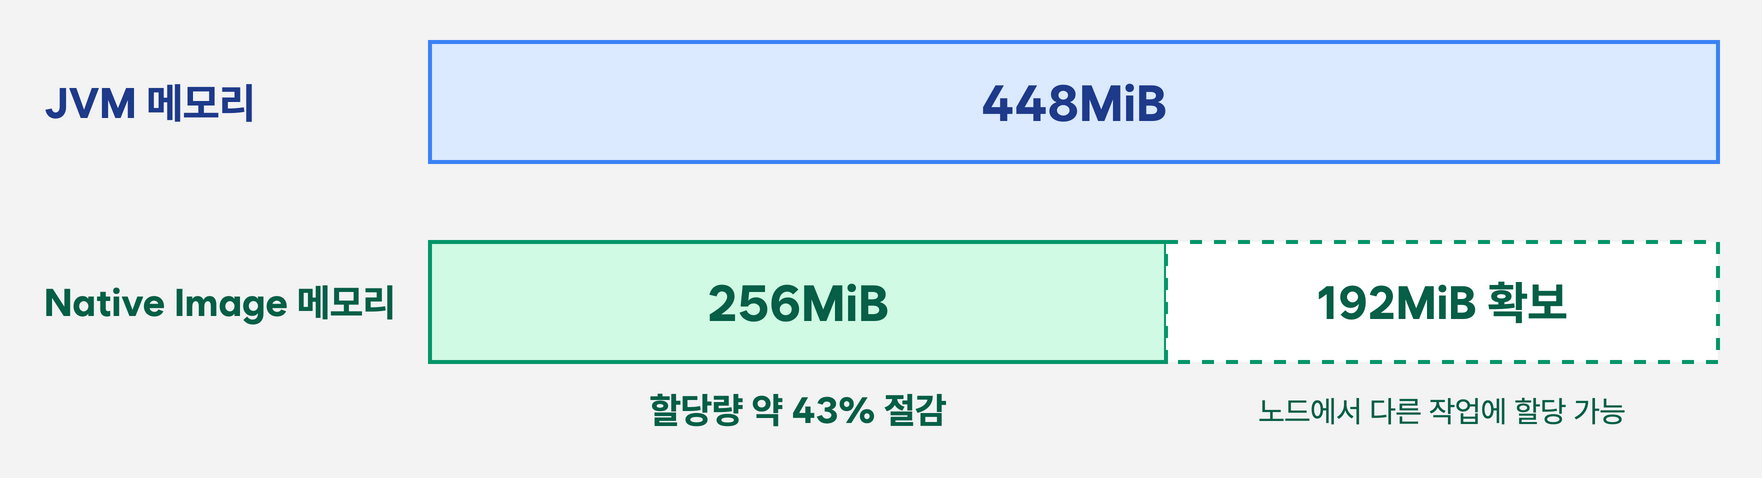 JVM 메모리
448MiB
Native Image 메모리
256MiB
192MiB 확보
할당량 약 43% 절감
노드에서 다른 작업에 할당 가능